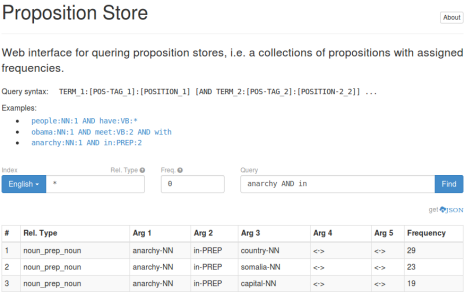 Proposition Store
About
Web interface for quering proposition stores, i.e. a collections of propositions with assigned
frequencies.
Query syntax: TERM_1:[POS-TAG_1]:[POSITION_1] [AND TERM_2:[POS-TAG_2]:[POSITION-2_2]] ...
Examples:
• people:NN:1 AND have:VB:*
• obama:NN:1 AND meet:VB:2 AND with
• anarchy:NN:1 AND in:PREP:2
Index Rel. Type Freq. Query
English * 0 anarchy AND in Find
get JSON
# Rel. Type Arg 1 Arg 2 Arg 3 Arg 4 Arg 5 Frequency
1 noun_prep_noun anarchy-NN in-PREP country-NN <-> <-> 29
2 noun_prep_noun anarchy-NN in-PREP somalia-NN <-> <-> 23
3 noun_prep_noun anarchy-NN in-PREP capital-NN <-> <-> 19